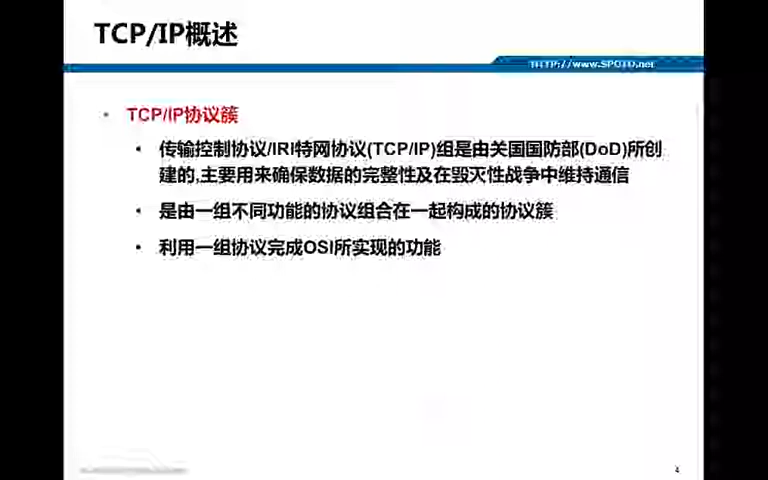 TCP/IP概述
HTTP://www.SPOTO.net
TCP/IP协议簇
传输控制协议/IRI特网协议(TCP/IP)组是由关国国防部(DoD)所创
建的,主要用来确保数据的完整性及在毁灭性战争中维持通信
是由一组不同功能的协议组合在一起构成的协议簇
利用一组协议完成OSI所实现的功能
4